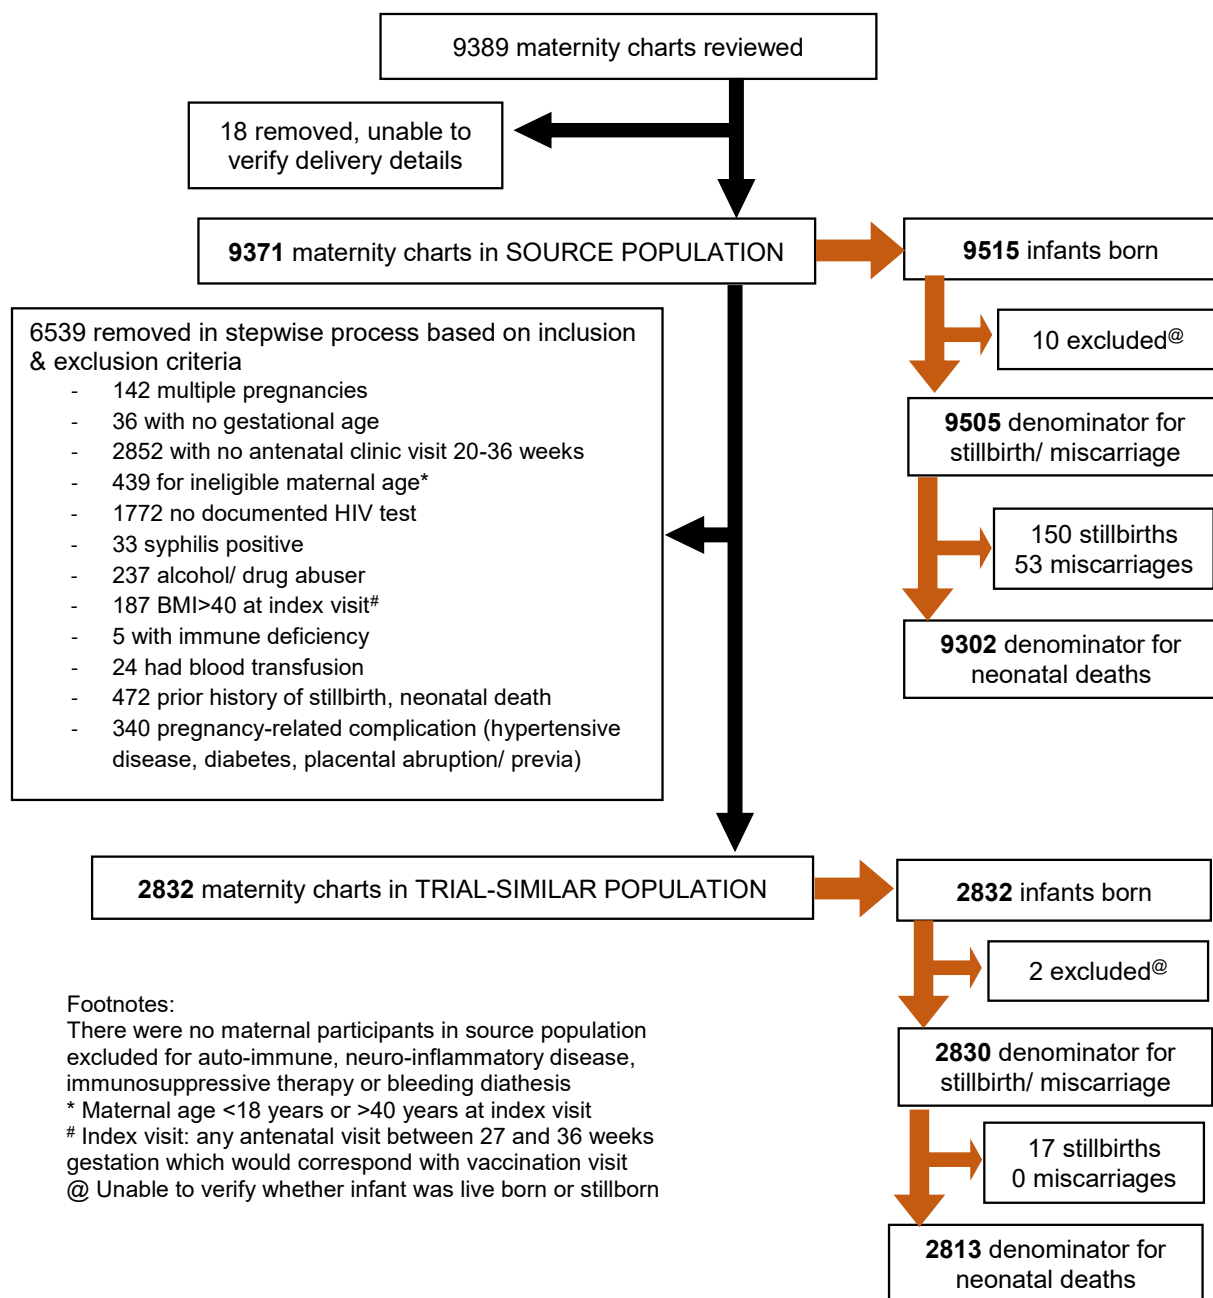 9389 maternity charts reviewed
18 removed, unable to
verify delivery details
9371 maternity charts in SOURCE POPULATION
9515 infants born
10 excluded@
9505 denominator for
stillbirth/ miscarriage
150 stillbirths
53 miscarriages
9302 denominator for
neonatal deaths
6539 removed in stepwise process based on inclusion
& exclusion criteria
- 142 multiple pregnancies
- 36 with no gestational age
- 2852 with no antenatal clinic visit 20-36 weeks
- 439 for ineligible maternal age*
- 1772 no documented HIV test
- 33 syphilis positive
- 237 alcohol/ drug abuser
- 187 BMI>40 at index visit#
- 5 with immune deficiency
- 24 had blood transfusion
- 472 prior history of stillbirth, neonatal death
- 340 pregnancy-related complication (hypertensive
disease, diabetes, placental abruption/ previa)
2832 maternity charts in TRIAL-SIMILAR POPULATION
2832 infants born
2 excluded@
2830 denominator for
stillbirth/ miscarriage
17 stillbirths
0 miscarriages
2813 denominator for
neonatal deaths
Footnotes:
There were no maternal participants in source population
excluded for auto-immune, neuro-inflammatory disease,
immunosuppressive therapy or bleeding diathesis
* Maternal age <18 years or >40 years at index visit
# Index visit: any antenatal visit between 27 and 36 weeks
gestation which would correspond with vaccination visit
@ Unable to verify whether infant was live born or stillborn